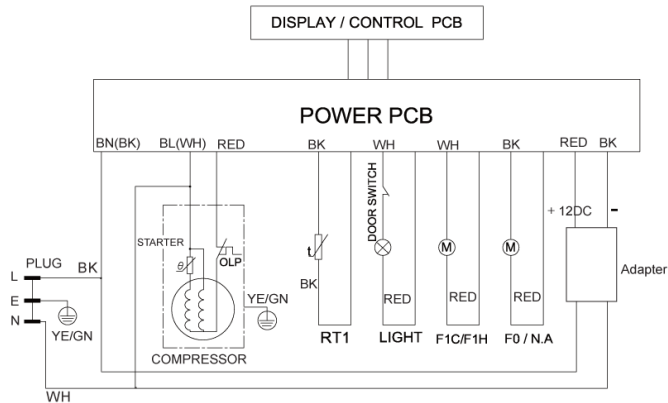 DISPLAY / CONTROL PCB
POWER PCB
BN(BK) BL(WH) RED BK WH WH BK RED BK
DOOR SWITCH
+ 12DC -
STARTER
θ
OLP
t
M M
Adapter
PLUG
BK
L
E
N
YE/GN
YE/GN
BK
RED RED RED
RT1 LIGHT F1C/F1H F0 / N.A
COMPRESSOR
WH